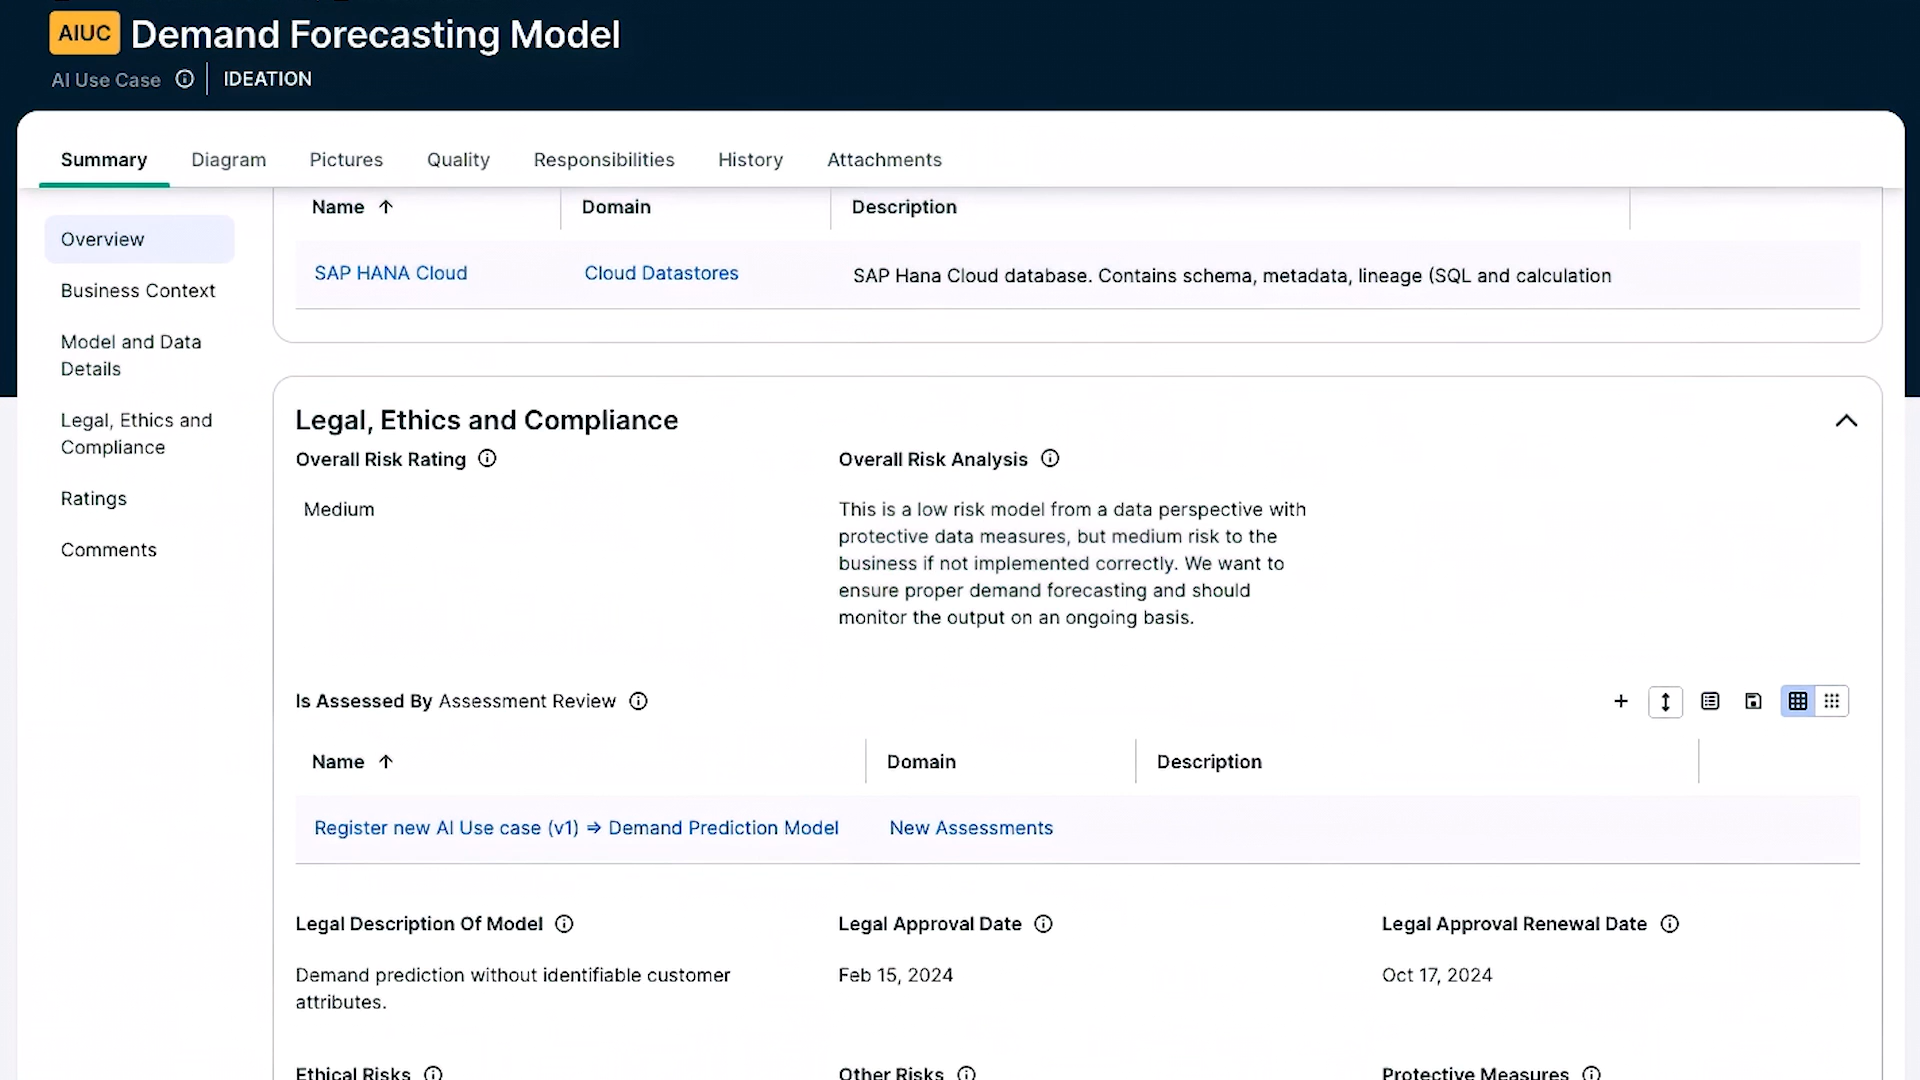 AIUC Demand Forecasting Model
AI Use Case IDEATION
Summary Diagram Pictures Quality Responsibilities History Attachments
Overview
Business Context
Model and Data
Details
Legal, Ethics and
Compliance
Ratings
Comments
Name Domain Description
SAP HANA Cloud Cloud Datastores SAP Hana Cloud database. Contains schema, metadata, lineage (SQL and calculation
Legal, Ethics and Compliance
Overall Risk Rating
Medium
Overall Risk Analysis
This is a low risk model from a data perspective with
protective data measures, but medium risk to the
business if not implemented correctly. We want to
ensure proper demand forecasting and should
monitor the output on an ongoing basis.
Is Assessed By Assessment Review
Name Domain Description
Register new AI Use case (v1) ⇒ Demand Prediction Model New Assessments
Legal Description Of Model
Demand prediction without identifiable customer
attributes.
Legal Approval Date
Feb 15, 2024
Legal Approval Renewal Date
Oct 17, 2024
Ethical Risks Other Risks Protective Measures